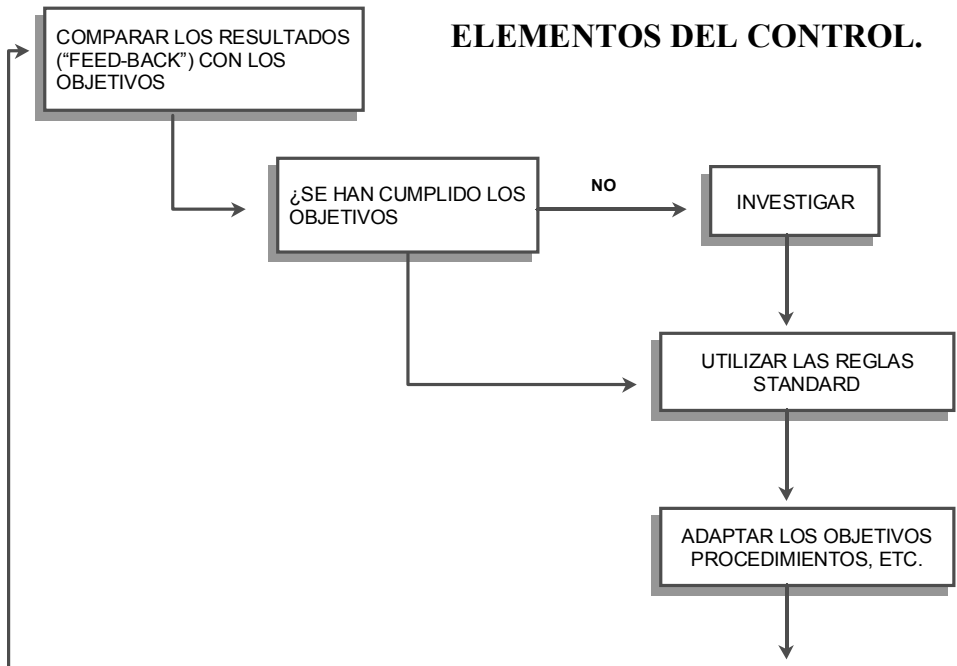 ELEMENTOS DEL CONTROL.
COMPARAR LOS RESULTADOS
(“FEED-BACK”) CON LOS
OBJETIVOS
¿SE HAN CUMPLIDO LOS
OBJETIVOS
NO
INVESTIGAR
UTILIZAR LAS REGLAS
STANDARD
ADAPTAR LOS OBJETIVOS
PROCEDIMIENTOS, ETC.